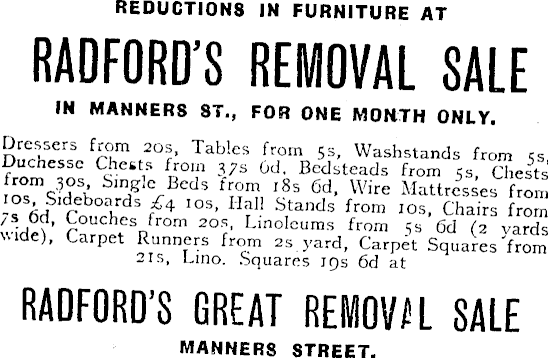 REDUCTIONS IN FURNITURE AT
RADFORD'S REMOVAL SALE
IN MANNERS ST., FOR ONE MONTH ONLY.
Dressers from 20s, Tables from 5s, Washstands from 5s,
Duchesse Chests from 37s 6d. Bedsteads from 5s, Chests
from 30s, Single Beds from 18s 6d, Wire Mattresses from
10s, Sideboards £4 10s, Hall Stands from 10s, Chairs from
7s 6d, Couches from 20s, Linoleums from 5s 6d (2 yards
wide), Carpet Runners from 2s yard, Carpet Squares from
21s, Lino. Squares 19s 6d at
RADFORD'S GREAT REMOVAL SALE
MANNERS STREET.